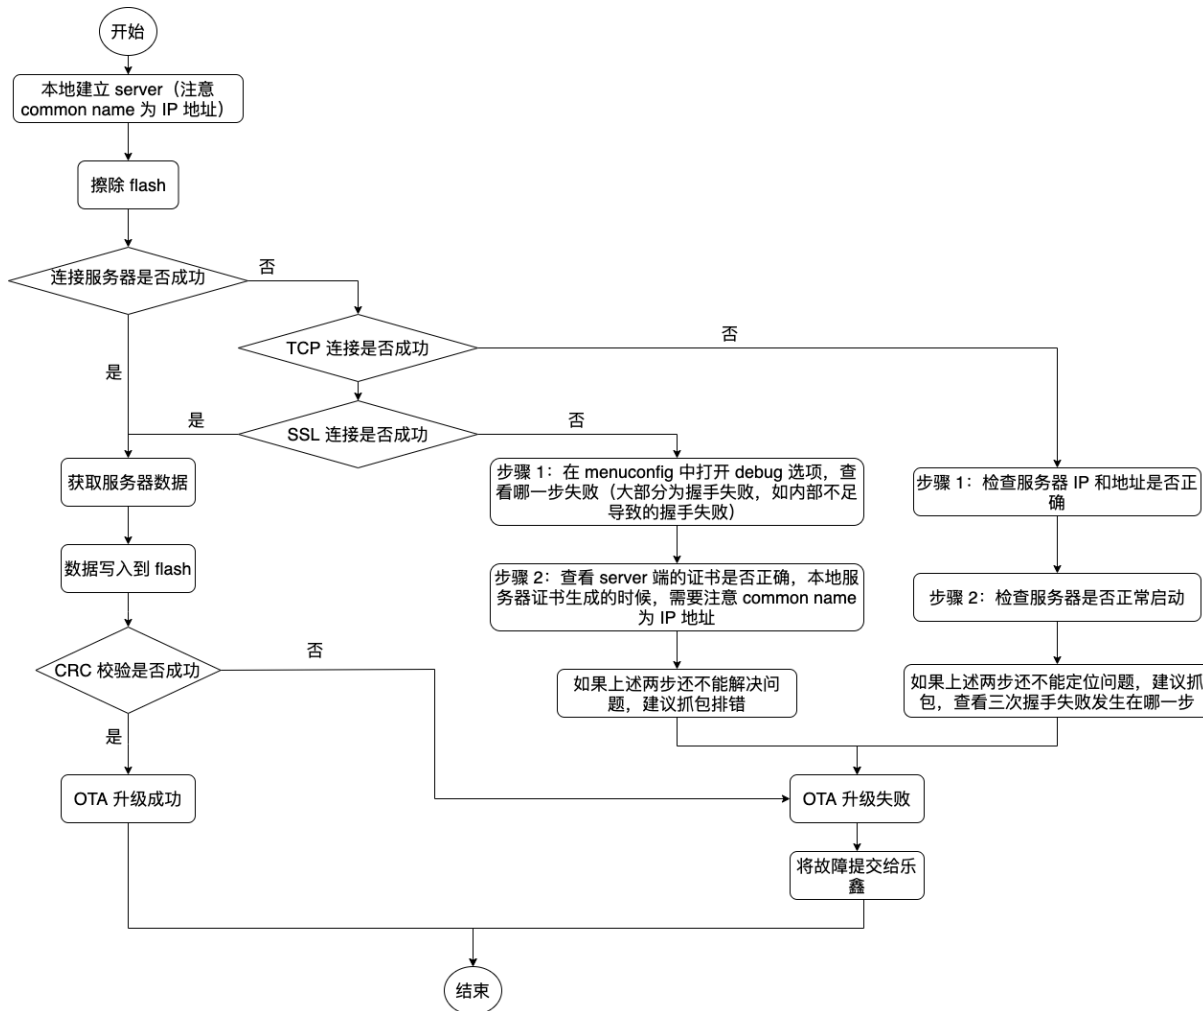 开始
本地建立 server（注意
common name 为 IP 地址）
擦除 flash
连接服务器是否成功
否
TCP 连接是否成功
否
是
是
SSL 连接是否成功
否
获取服务器数据
步骤 1：在 menuconfig 中打开 debug 选项，查
看哪一步失败（大部分为握手失败，如内部不足
导致的握手失败）
步骤 1：检查服务器 IP 和地址是否正
确
数据写入到 flash
步骤 2：查看 server 端的证书是否正确，本地服
务器证书生成的时候，需要注意 common name
为 IP 地址
步骤 2：检查服务器是否正常启动
CRC 校验是否成功
否
如果上述两步还不能解决问
题，建议抓包排错
如果上述两步还不能定位问题，建议抓
包，查看三次握手失败发生在哪一步
是
OTA 升级成功
OTA 升级失败
将故障提交给乐
鑫
结束